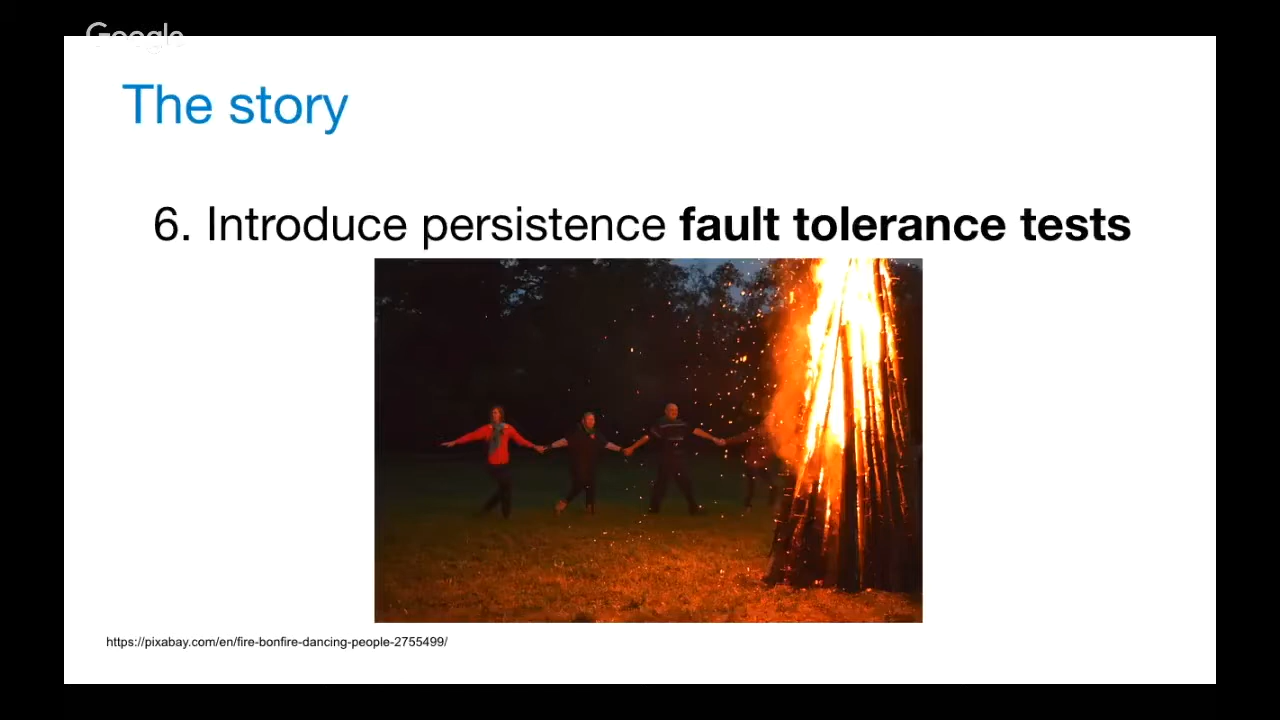 Google
The story
6. Introduce persistence fault tolerance tests
https://pixabay.com/en/fire-bonfire-dancing-people-2755499/